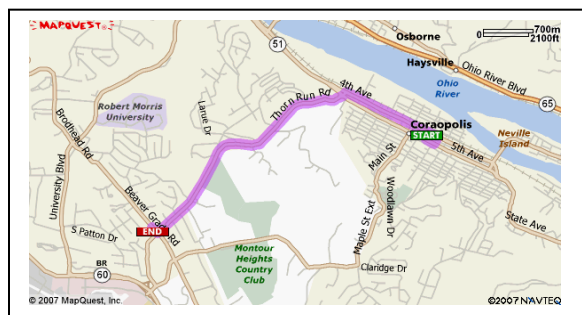 MAPQUEST
700m
2100ft
Osborne
Haysville
Ohio River Blvd
51
65
4th Ave
Ohio
River
Thorn Run Rd
Robert Morris
University
Larue Dr
Brodhead Rd
Coraopolis
START
Neville
Island
5th Ave
Main St
University Blvd
Beaver Grade Rd
Woodlawn Dr
State Ave
Maple St Ext
END
S Patton Dr
Montour
Heights
Country
Club
Claridge Dr
BR
60
© 2007 MapQuest, Inc.
©2007 NAVTEQ